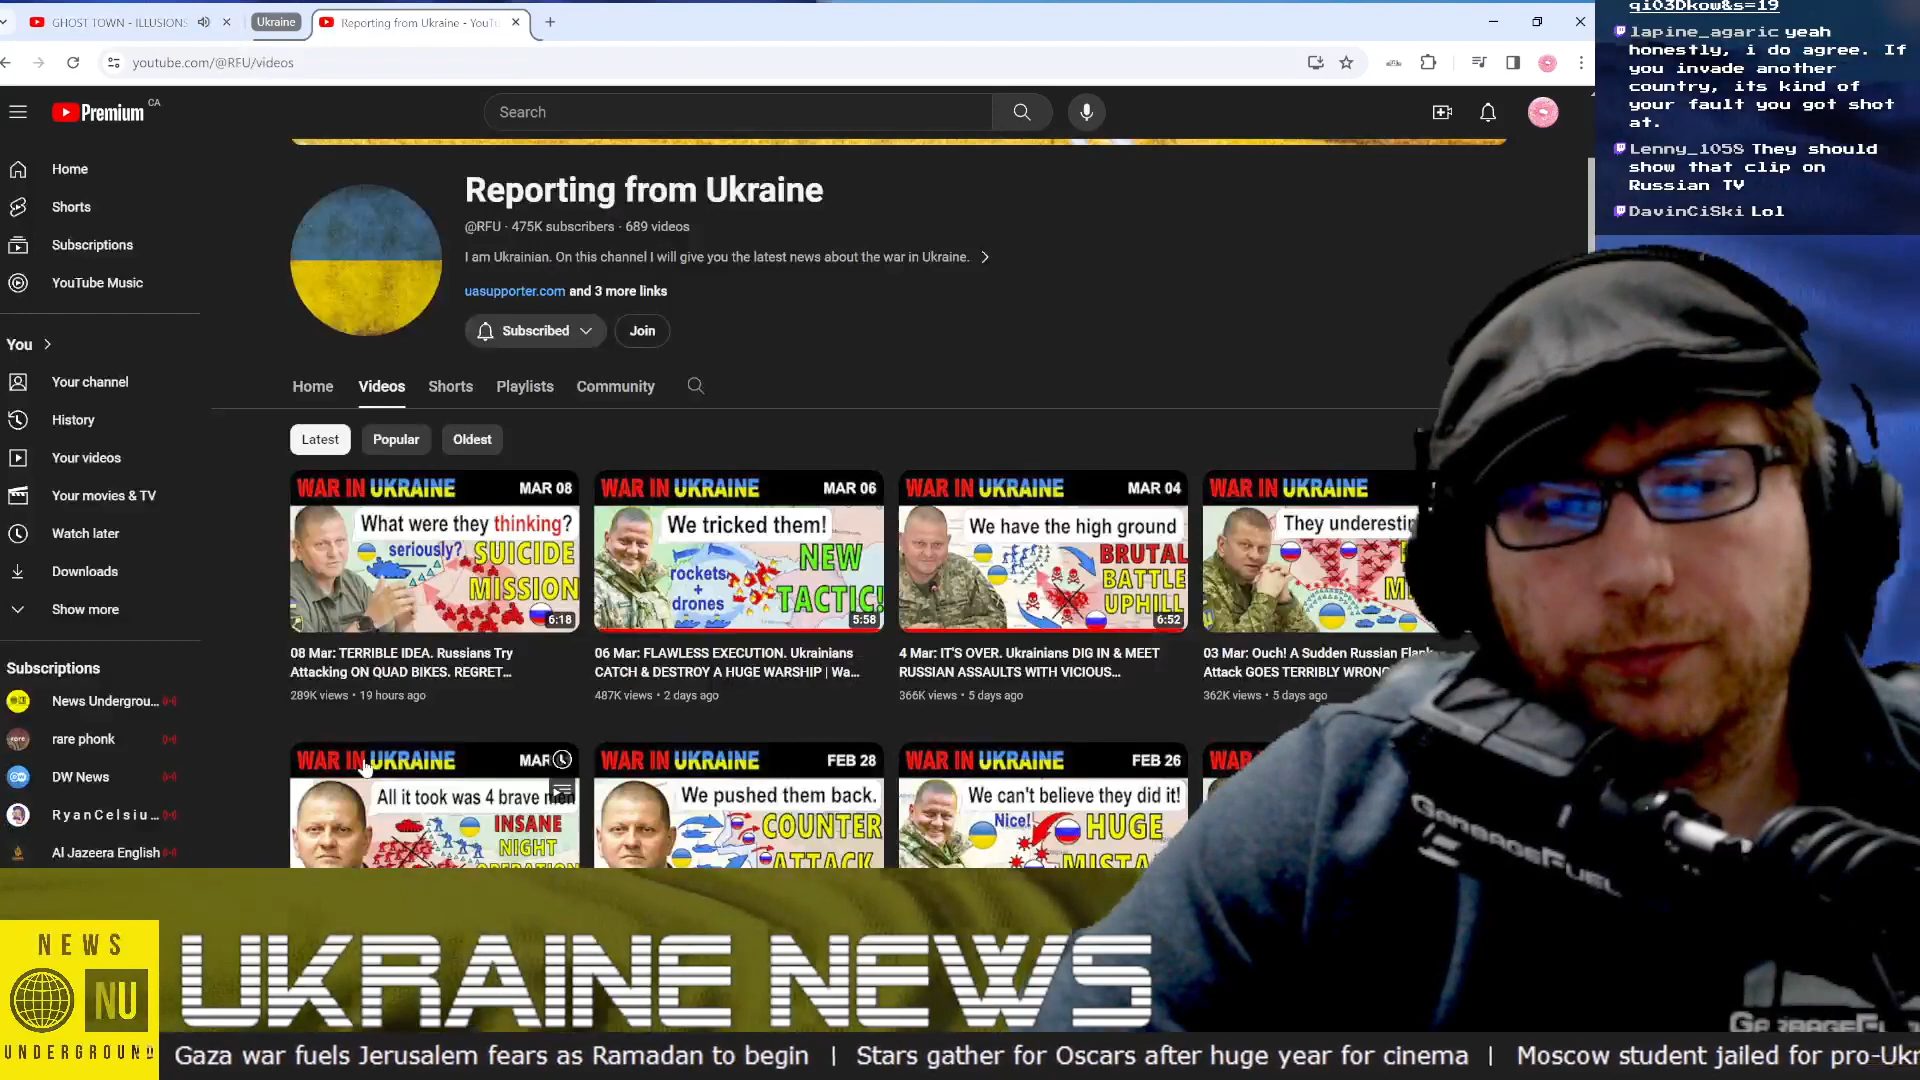 GHOST TOWN - ILLUSIONS
Ukraine
Reporting from Ukraine - YouTu
youtube.com/@RFU/videos
Premium
CA
Search
Home
Shorts
Subscriptions
YouTube Music
You
Your channel
History
Your videos
Your movies & TV
Watch later
Downloads
Show more
Subscriptions
News Undergrou...
rare phonk
DW News
R y a n C e l s i u ...
Al Jazeera English
Reporting from Ukraine
@RFU · 475K subscribers · 689 videos
I am Ukrainian. On this channel I will give you the latest news about the war in Ukraine.
uasupporter.com and 3 more links
Subscribed
Join
Home
Videos
Shorts
Playlists
Community
Latest
Popular
Oldest
WAR IN UKRAINE
MAR 08
What were they thinking?
seriously?
SUICIDE
MISSION
6:18
08 Mar: TERRIBLE IDEA. Russians Try
Attacking ON QUAD BIKES. REGRET...
289K views • 19 hours ago
WAR IN UKRAINE
MAR 06
We tricked them!
rockets
+
drones
NEW
TACTIC!
5:58
06 Mar: FLAWLESS EXECUTION. Ukrainians
CATCH & DESTROY A HUGE WARSHIP | Wa...
487K views • 2 days ago
WAR IN UKRAINE
MAR 04
We have the high ground
BRUTAL
BATTLE
UPHILL
6:52
4 Mar: IT'S OVER. Ukrainians DIG IN & MEET
RUSSIAN ASSAULTS WITH VICIOUS...
366K views • 5 days ago
WAR IN UKRAINE
They underestin
03 Mar: Ouch! A Sudden Russian Flank
Attack GOES TERRIBLY WRONG
362K views • 5 days ago
WAR IN UKRAINE
MAR
All it took was 4 brave men
INSANE
NIGHT
OPERATION
WAR IN UKRAINE
FEB 28
We pushed them back.
COUNTER
ATTACK
WAR IN UKRAINE
FEB 26
We can't believe they did it!
Nice!
HUGE
MISTA
WAR
qi03Dkow&s=19
lapine_agaric yeah
honestly, i do agree. If
you invade another
country, its kind of
your fault you got shot
at.
Lenny_1058 They should
show that clip on
Russian TV
DavinCiSki Lol
GARBAGEFUEL
GARBAGEFUEL
NEWS
NU
UNDERGROUND
UKRAINE NEWS
Gaza war fuels Jerusalem fears as Ramadan to begin | Stars gather for Oscars after huge year for cinema | Moscow student jailed for pro-Ukr